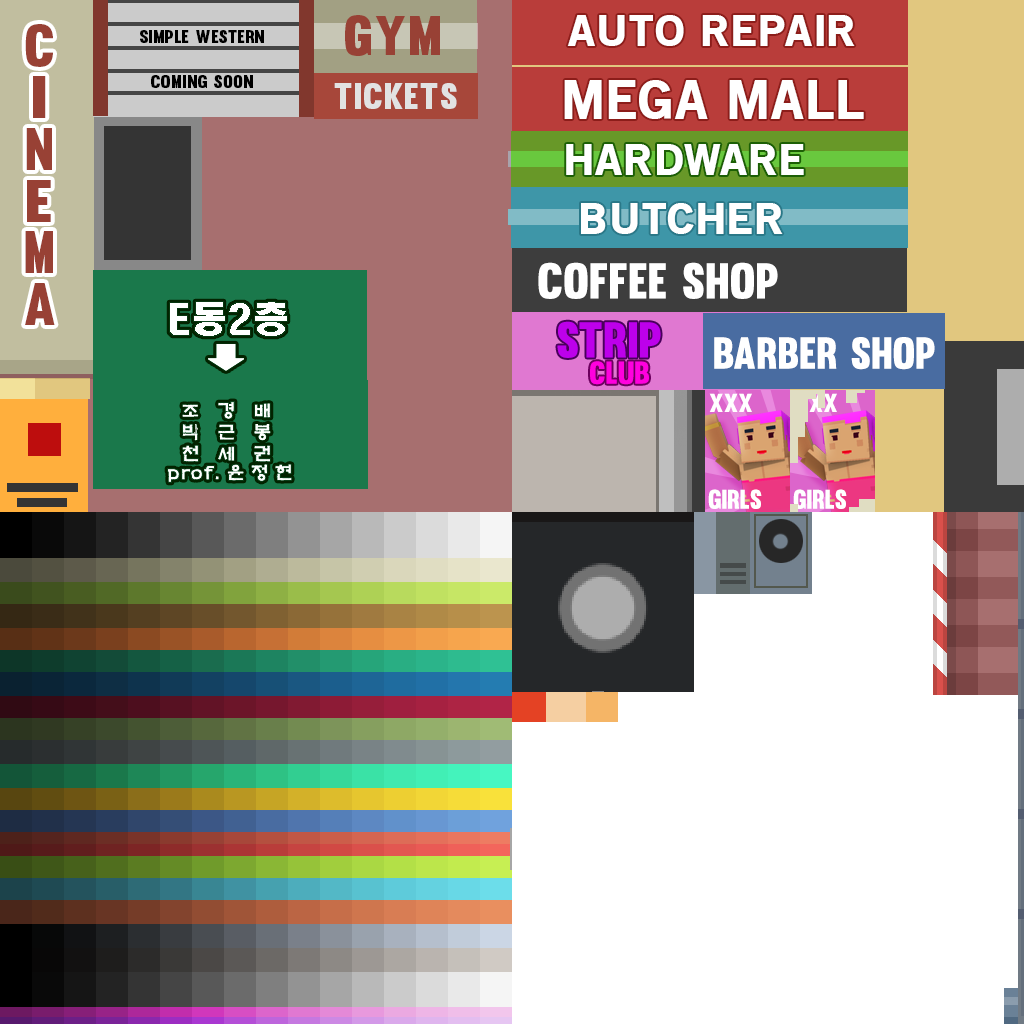 CINEMA
SIMPLE WESTERN
COMING SOON
GYM
TICKETS
E동2층
조 경 배
박 근 봉
천 세 권
prof. 윤 정 현
AUTO REPAIR
MEGA MALL
HARDWARE
BUTCHER
COFFEE SHOP
STRIP
CLUB
BARBER SHOP
XXX
GIRLS
XX
GIRLS